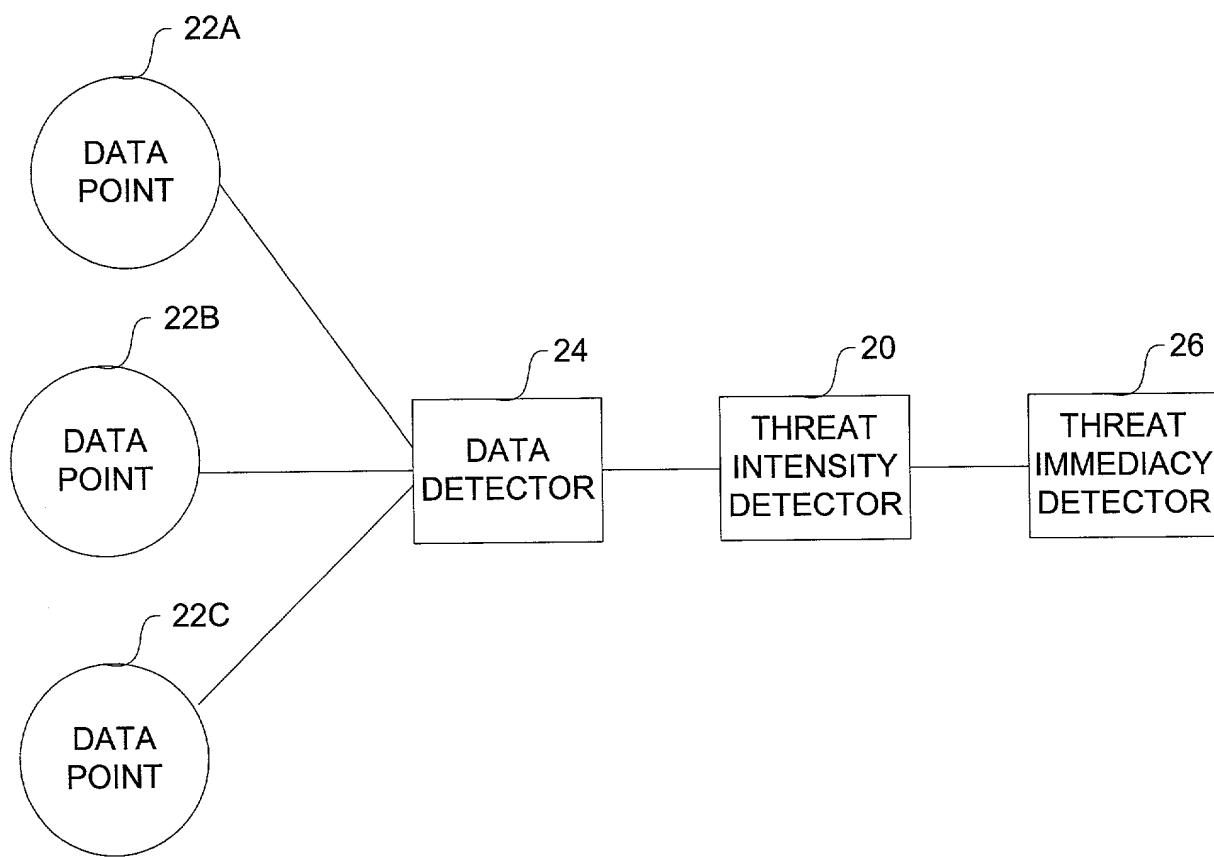 22A
DATA
POINT
22B
DATA
POINT
22C
DATA
POINT
24
DATA
DETECTOR
20
THREAT
INTENSITY
DETECTOR
26
THREAT
IMMEDIACY
DETECTOR